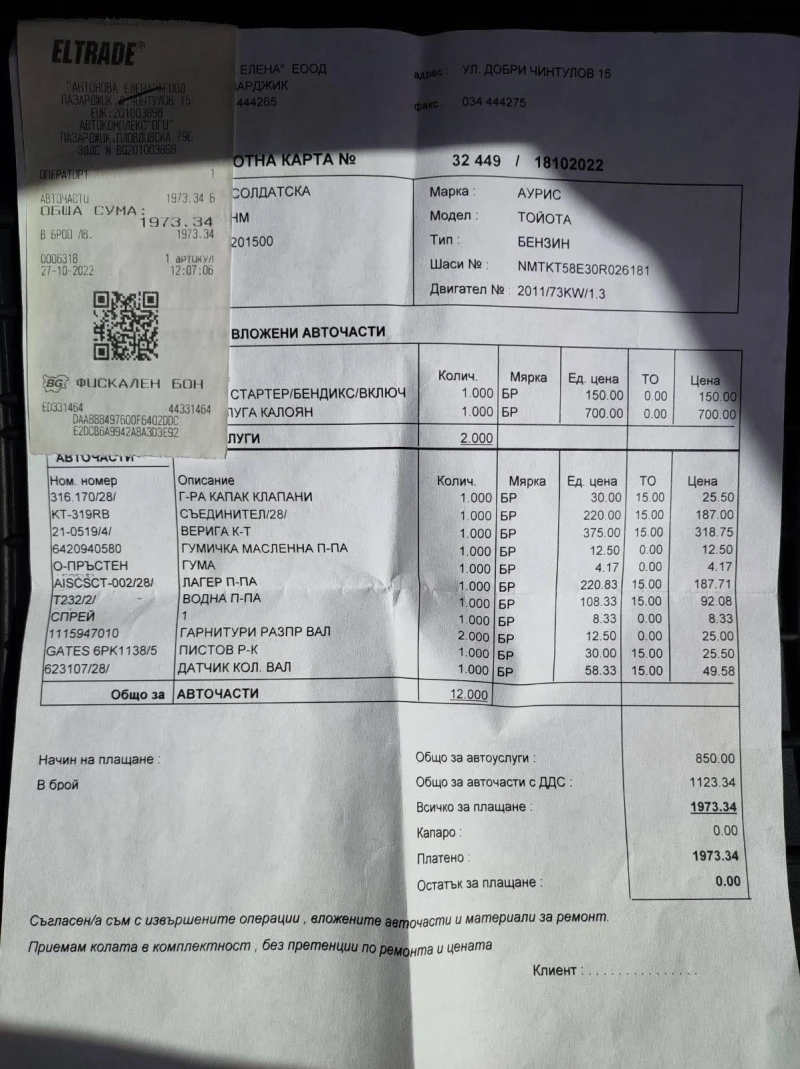 ELTRADE®
"АНТОНОВА ЕЛЕНА" ЕООД
ПАЗАРДЖИК ЧИНТУЛОВ 15
ЕИК:201003898
АВТОКОМПЛЕКС"ОГИ"
ПАЗАРДЖИК.ПЛОВДИВСКА 79Б
ЗДДС N BG201003898
ОПЕРАТОР1 1
АВТОЧАСТИ 1973.34 Б
ОБЩА СУМА: 1973.34
В БРОЙ ЛВ. 1973.34
0006318 1 артикул
27-10-2022 12:07:06
BG ФИСКАЛЕН БОН
ED331464 44331464
DAA888497600F6402DDC
E2DCB6A9942A8A3D3E92
ЕЛЕНА" ЕООД адрес : УЛ. ДОБРИ ЧИНТУЛОВ 15
АРДЖИК
444265 факс : 034 444275
ОТНА КАРТА № 32 449 / 18102022
СОЛДАТСКА Марка : АУРИС
НМ Модел : ТОЙОТА
201500 Тип : БЕНЗИН
Шаси № : NMTKT58E30R026181
Двигател № : 2011/73KW/1.3
ВЛОЖЕНИ АВТОЧАСТИ
Колич. Мярка Ед. цена ТО Цена
СТАРТЕР/БЕНДИКС/ВКЛЮЧ 1.000 БР 150.00 0.00 150.00
ЛУГА КАЛОЯН 1.000 БР 700.00 0.00 700.00
ЛУГИ 2.000
АВТОЧАСТИ
Ном. номер Описание Колич. Мярка Ед. цена ТО Цена
316.170/28/ Г-РА КАПАК КЛАПАНИ 1.000 БР 30.00 15.00 25.50
KT-319RB СЪЕДИНИТЕЛ/28/ 1.000 БР 220.00 15.00 187.00
21-0519/4/ ВЕРИГА К-Т 1.000 БР 375.00 15.00 318.75
6420940580 ГУМИЧКА МАСЛЕННА П-ПА 1.000 БР 12.50 0.00 12.50
О-ПРЪСТЕН ГУМА 1.000 БР 4.17 0.00 4.17
AISCSCT-002/28/ ЛАГЕР П-ПА 1.000 БР 220.83 15.00 187.71
T232/2/ ВОДНА П-ПА 1.000 БР 108.33 15.00 92.08
СПРЕЙ 1 1.000 БР 8.33 0.00 8.33
1115947010 ГАРНИТУРИ РАЗПР ВАЛ 2.000 БР 12.50 0.00 25.00
GATES 6PK1138/5 ПИСТОВ Р-К 1.000 БР 30.00 15.00 25.50
623107/28/ ДАТЧИК КОЛ. ВАЛ 1.000 БР 58.33 15.00 49.58
Общо за АВТОЧАСТИ 12.000
Начин на плащане :
В брой
Общо за автоуслуги : 850.00
Общо за авточасти с ДДС : 1123.34
Всичко за плащане : 1973.34
Капаро : 0.00
Платено : 1973.34
Остатък за плащане : 0.00
Съгласен/а съм с извършените операции , вложените авточасти и материали за ремонт.
Приемам колата в комплектност , без претенции по ремонта и цената
Клиент : . . . . . . . . . . . . . . .